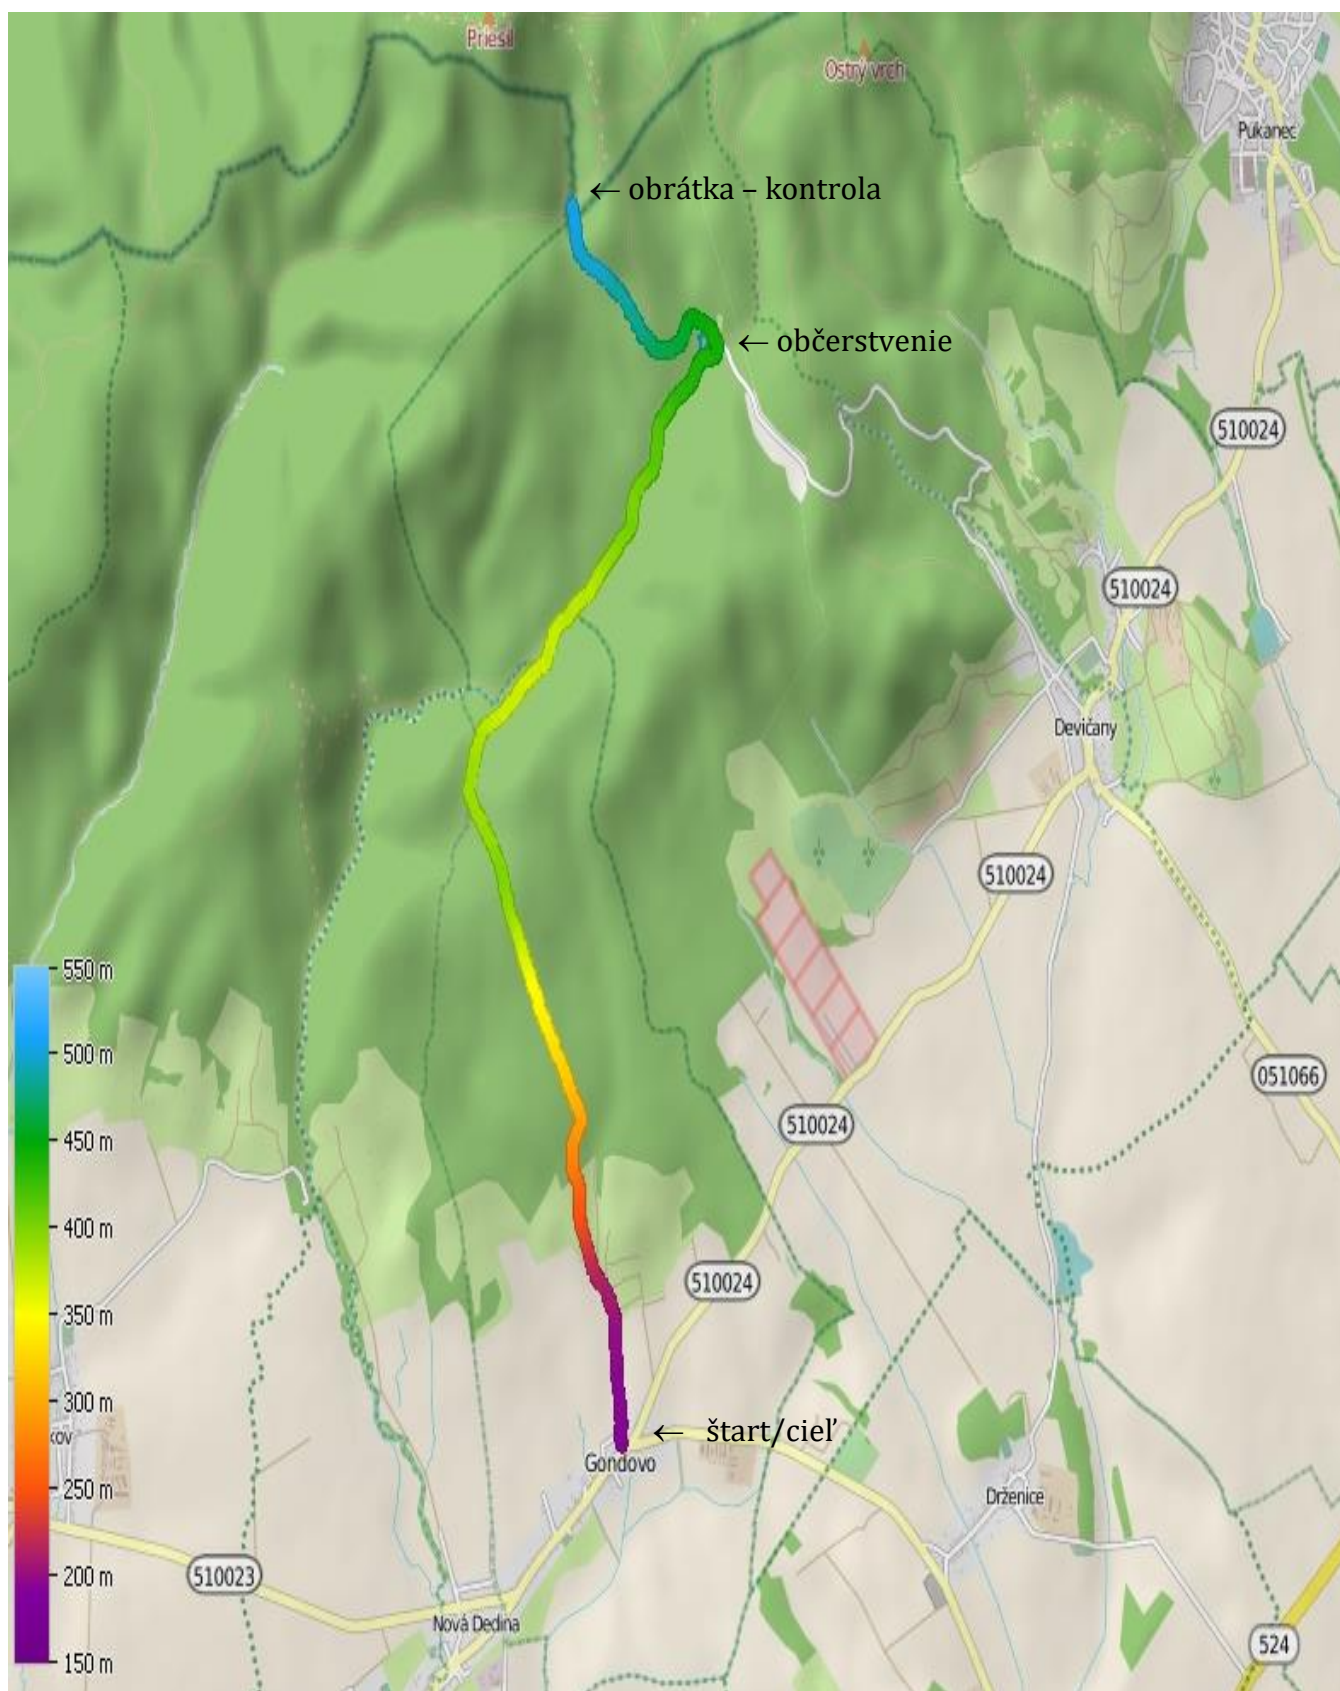 Priesil
Ostrý vrch
Pukanec
← obrátka – kontrola
← občerstvenie
510024
510024
Devičany
510024
550 m
500 m
051066
510024
450 m
400 m
510024
350 m
300 m
← štart/cieľ
kov
Gondovo
250 m
Drženice
200 m
510023
Nová Dedina
524
150 m